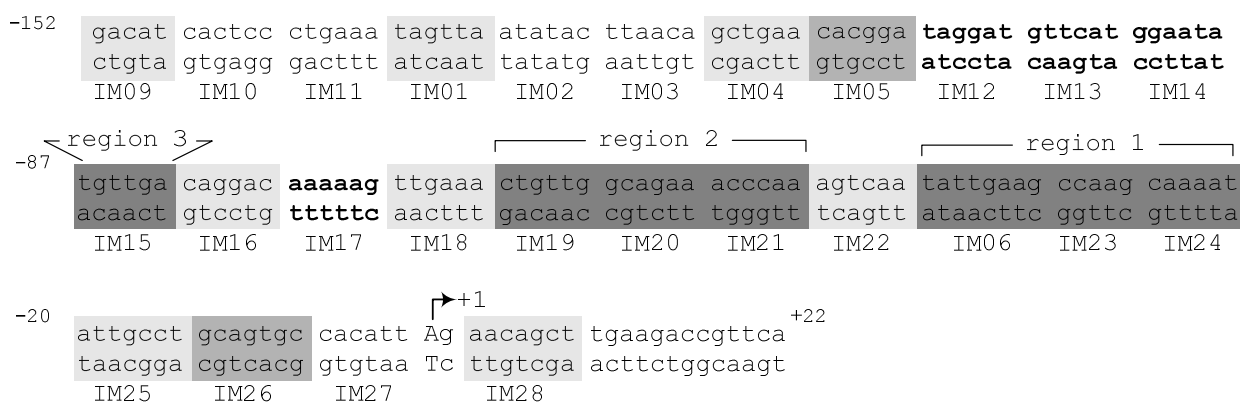 -152 gacat cactcc ctgaaa tagtta atatac ttaaca gctgaa cacgga taggat gttcat ggaata
ctgta gtgagg gacttt atcaat tatatg aattgt cgactt gtgcct atccta caagta ccttat
IM09 IM10 IM11 IM01 IM02 IM03 IM04 IM05 IM12 IM13 IM14
region 3 region 2 region 1
-87 tgttga caggac aaaaag ttgaaa ctgttg gcagaa acccaa agtcaa tattgaag ccaag caaaat
acaact gtcctg tttttc aacttt gacaac cgtctt tgggtt tcagtt ataacttc ggttc gtttta
IM15 IM16 IM17 IM18 IM19 IM20 IM21 IM22 IM06 IM23 IM24
+1
-20 attgcct gcagtgc cacatt Ag aacagct tgaagaccgttca +22
taacgga cgtcacg gtgtaa Tc ttgtcga acttctggcaagt
IM25 IM26 IM27 IM28